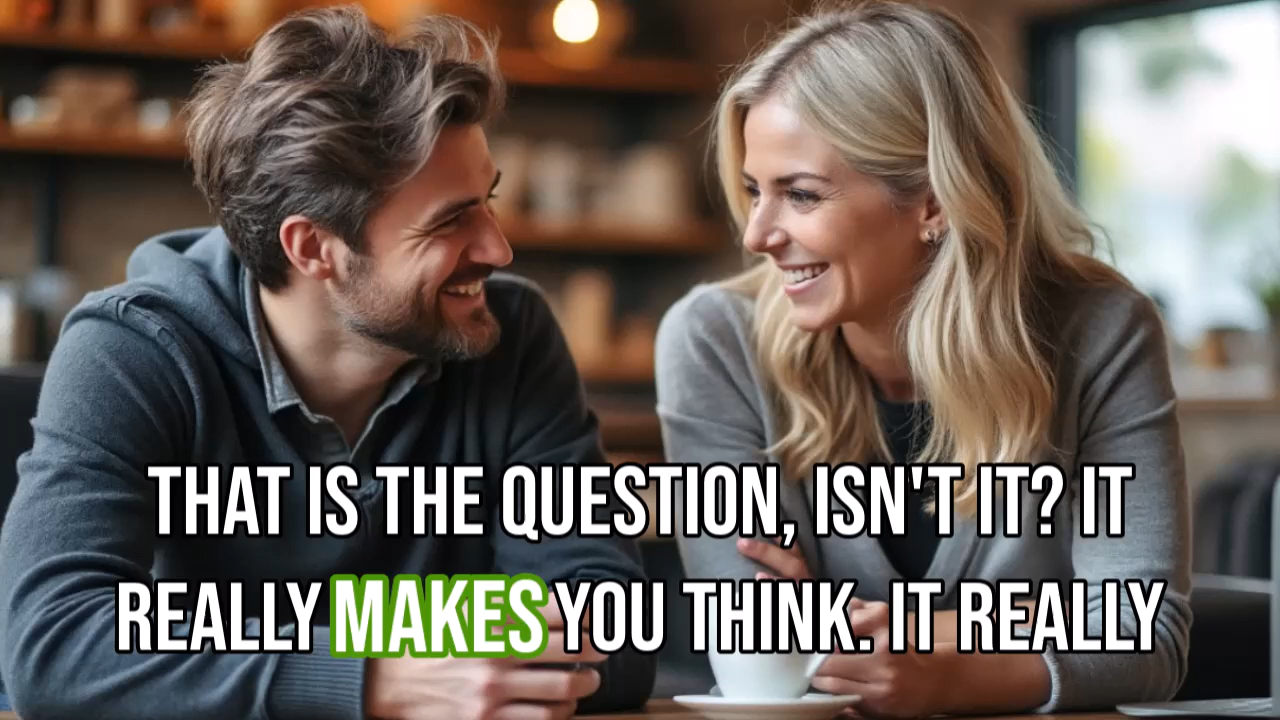 THAT IS THE QUESTION, ISN'T IT? IT
REALLY MAKES YOU THINK. IT REALLY